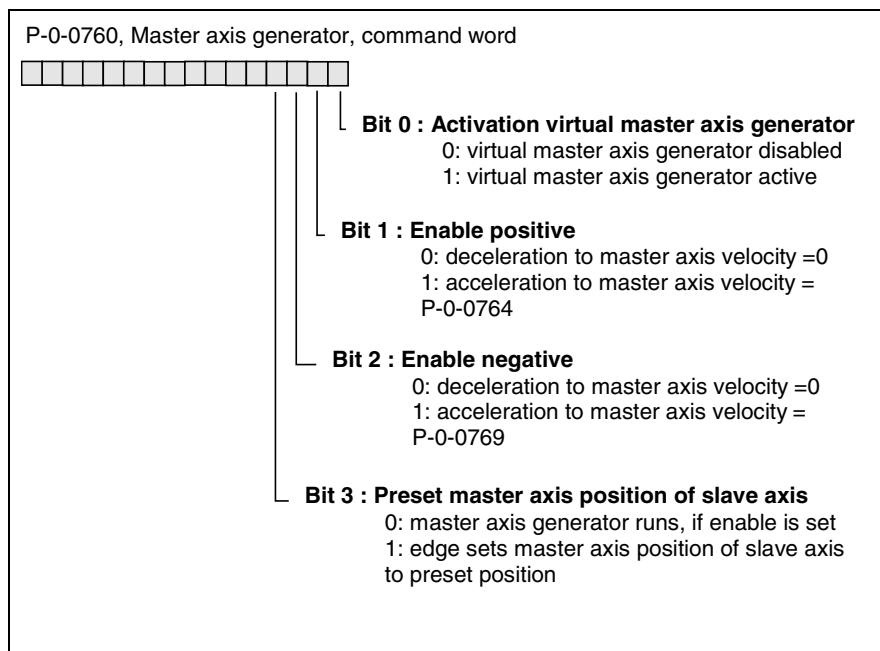 P-0-0760, Master axis generator, command word
Bit 0 : Activation virtual master axis generator
0: virtual master axis generator disabled
1: virtual master axis generator active
Bit 1 : Enable positive
0: deceleration to master axis velocity =0
1: acceleration to master axis velocity =
P-0-0764
Bit 2 : Enable negative
0: deceleration to master axis velocity =0
1: acceleration to master axis velocity =
P-0-0769
Bit 3 : Preset master axis position of slave axis
0: master axis generator runs, if enable is set
1: edge sets master axis position of slave axis
to preset position